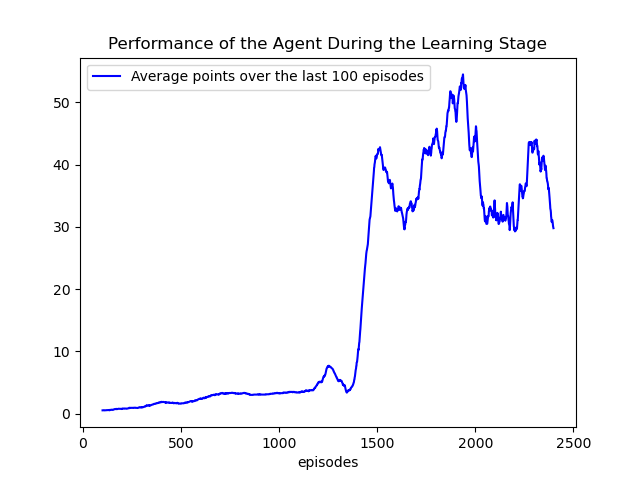 Performance of the Agent During the Learning Stage
Average points over the last 100 episodes
50
40
30
20
10
0
0 500 1000 1500 2000 2500
episodes